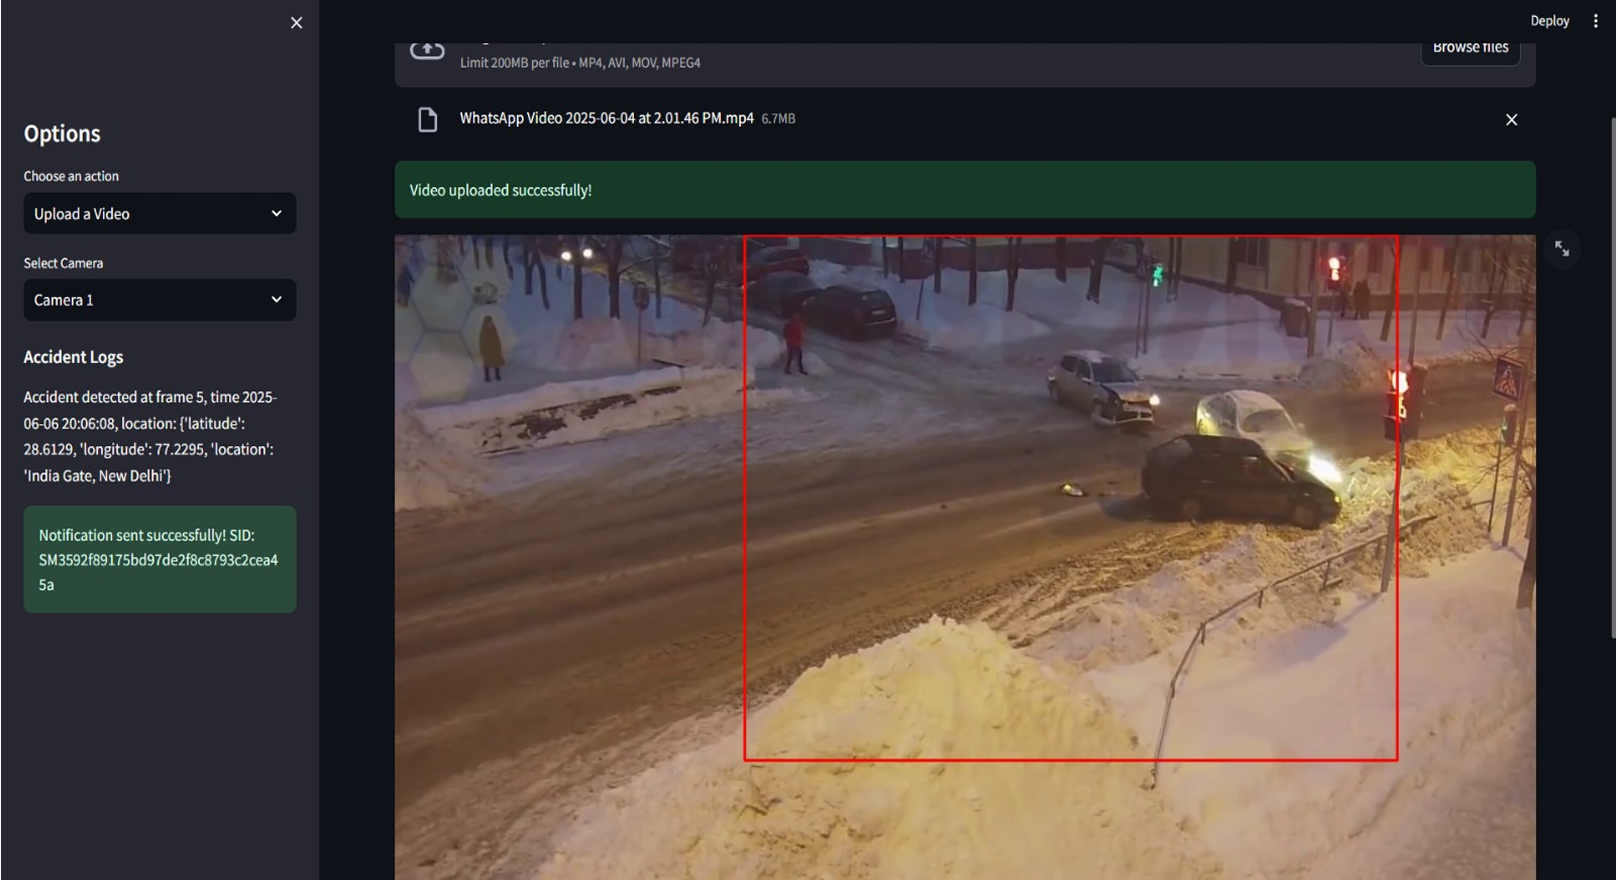 Deploy
Browse files
Limit 200MB per file • MP4, AVI, MOV, MPEG4
WhatsApp Video 2025-06-04 at 2.01.46 PM.mp4 6.7MB
Video uploaded successfully!
Options
Choose an action
Upload a Video
Select Camera
Camera 1
Accident Logs
Accident detected at frame 5, time 2025-
06-06 20:06:08, location: {'latitude':
28.6129, 'longitude': 77.2295, 'location':
'India Gate, New Delhi'}
Notification sent successfully! SID:
SM3592f89175bd97de2f8c8793c2cea4
5a